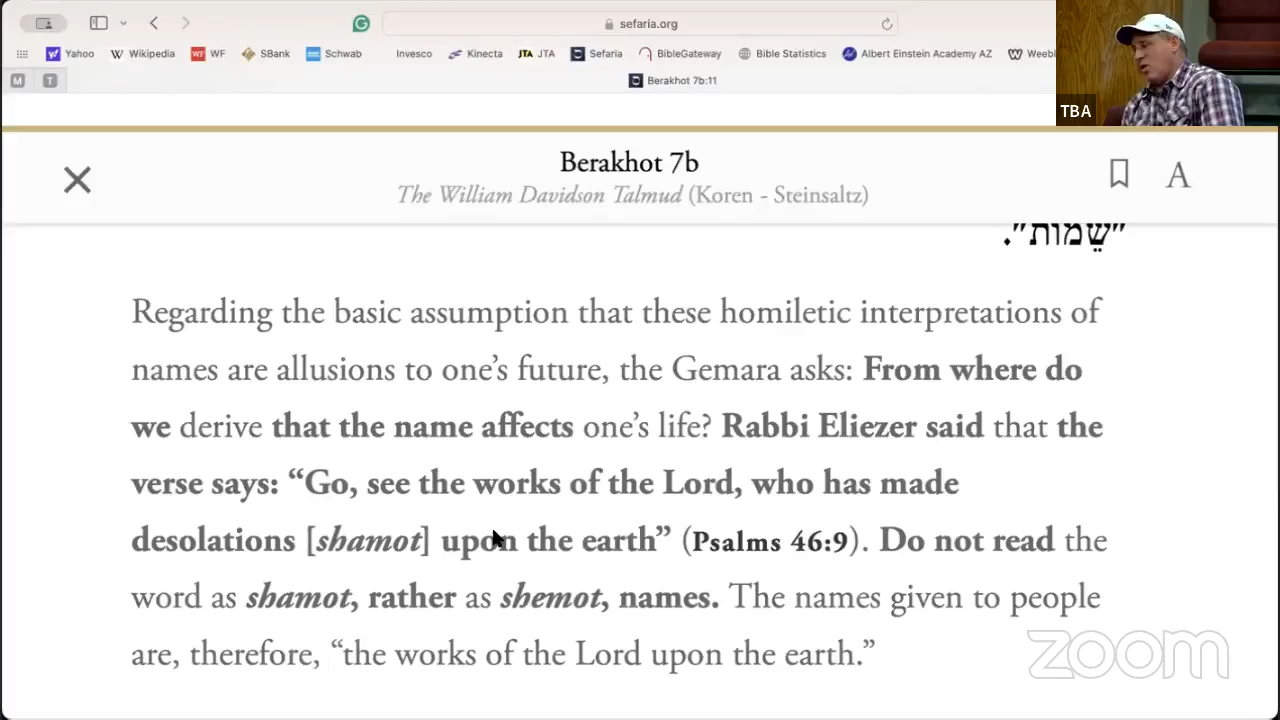 sefaria.org
Yahoo W Wikipedia WF WF SBank Schwab Invesco Kinecta JTA JTA Sefaria BibleGateway Bible Statistics Albert Einstein Academy AZ Weebl
M T Berakhot 7b:11
TBA
Berakhot 7b
The William Davidson Talmud (Koren - Steinsaltz)
A
שֵׁמוֹת״.
Regarding the basic assumption that these homiletic interpretations of
names are allusions to one’s future, the Gemara asks: From where do
we derive that the name affects one’s life? Rabbi Eliezer said that the
verse says: “Go, see the works of the Lord, who has made
desolations [shamot] upon the earth” (Psalms 46:9). Do not read the
word as shamot, rather as shemot, names. The names given to people
are, therefore, “the works of the Lord upon the earth.”
zoom